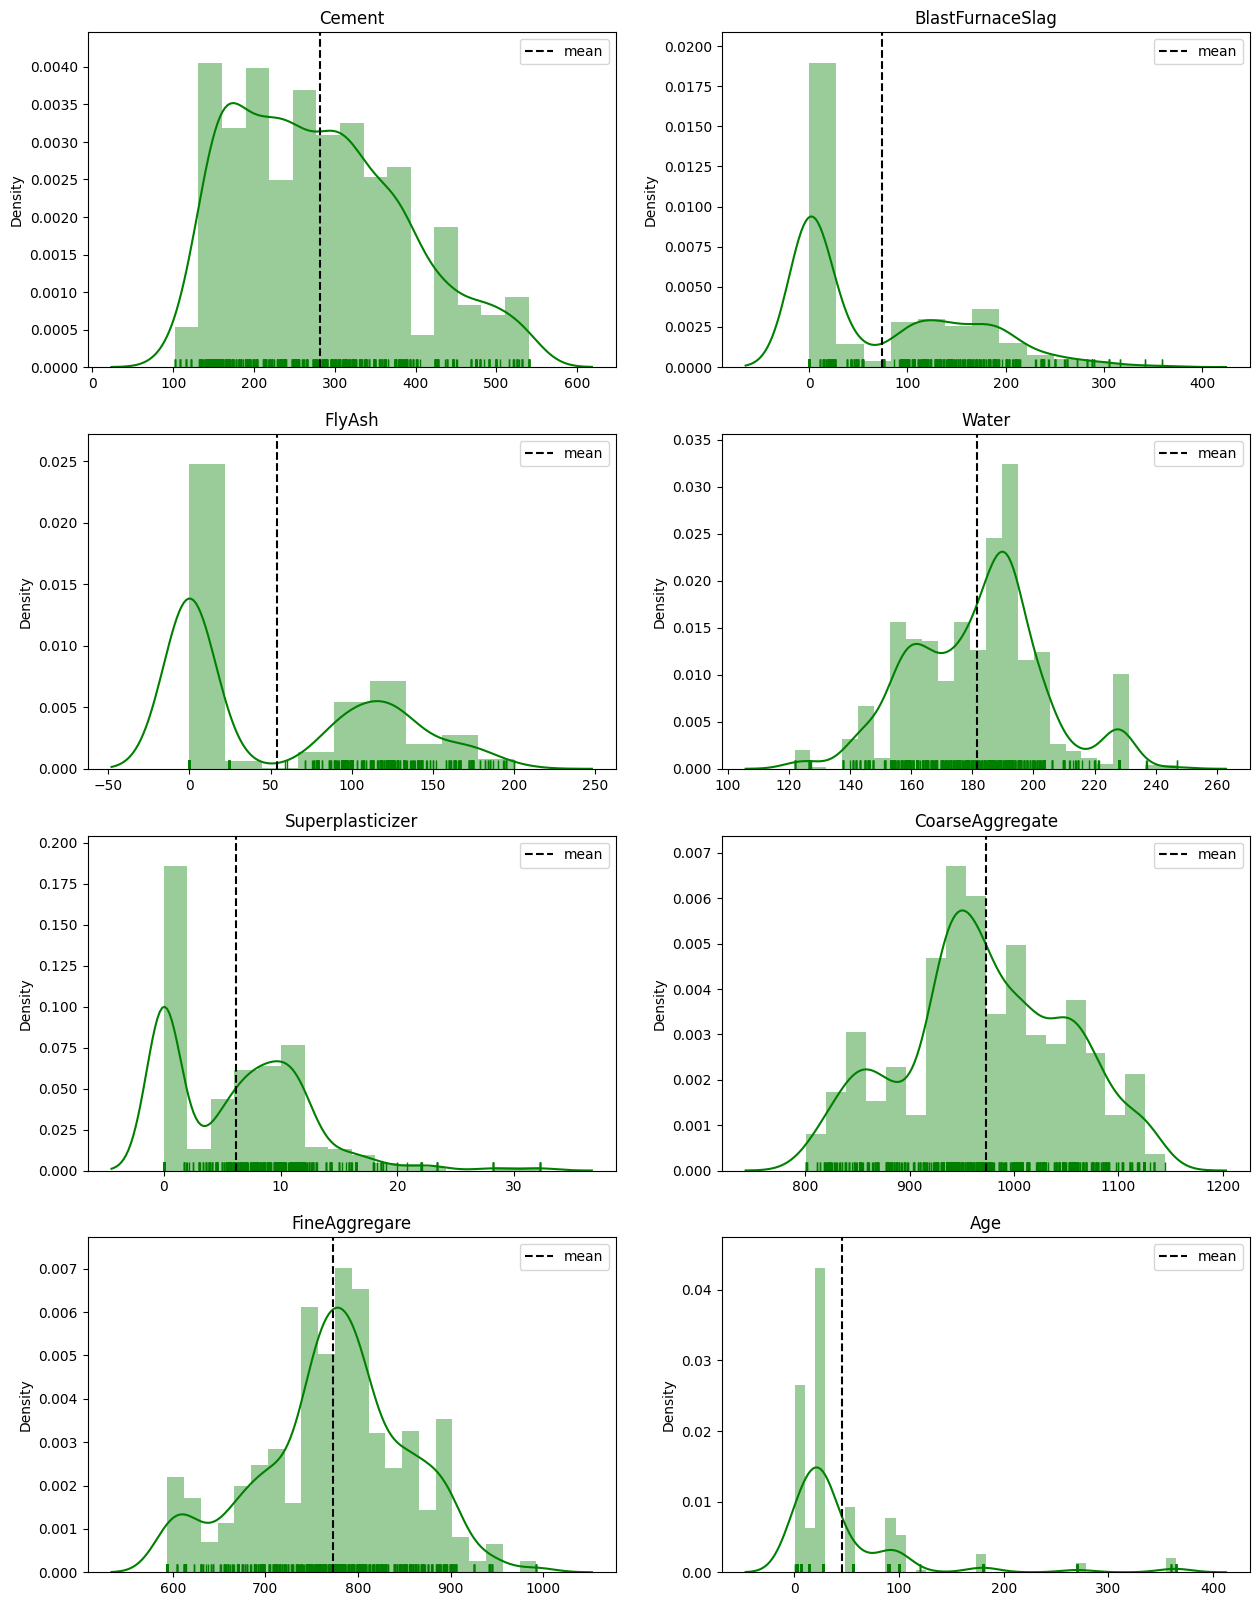 Cement
mean
Density
0.0040
0.0035
0.0030
0.0025
0.0020
0.0015
0.0010
0.0005
0.0000
0 100 200 300 400 500 600
BlastFurnaceSlag
mean
Density
0.0200
0.0175
0.0150
0.0125
0.0100
0.0075
0.0050
0.0025
0.0000
0 100 200 300 400
FlyAsh
mean
Density
0.025
0.020
0.015
0.010
0.005
0.000
−50 0 50 100 150 200 250
Water
mean
Density
0.035
0.030
0.025
0.020
0.015
0.010
0.005
0.000
100 120 140 160 180 200 220 240 260
Superplasticizer
mean
Density
0.200
0.175
0.150
0.125
0.100
0.075
0.050
0.025
0.000
0 10 20 30
CoarseAggregate
mean
Density
0.007
0.006
0.005
0.004
0.003
0.002
0.001
0.000
800 900 1000 1100 1200
FineAggregare
mean
Density
0.007
0.006
0.005
0.004
0.003
0.002
0.001
0.000
600 700 800 900 1000
Age
mean
Density
0.04
0.03
0.02
0.01
0.00
0 100 200 300 400